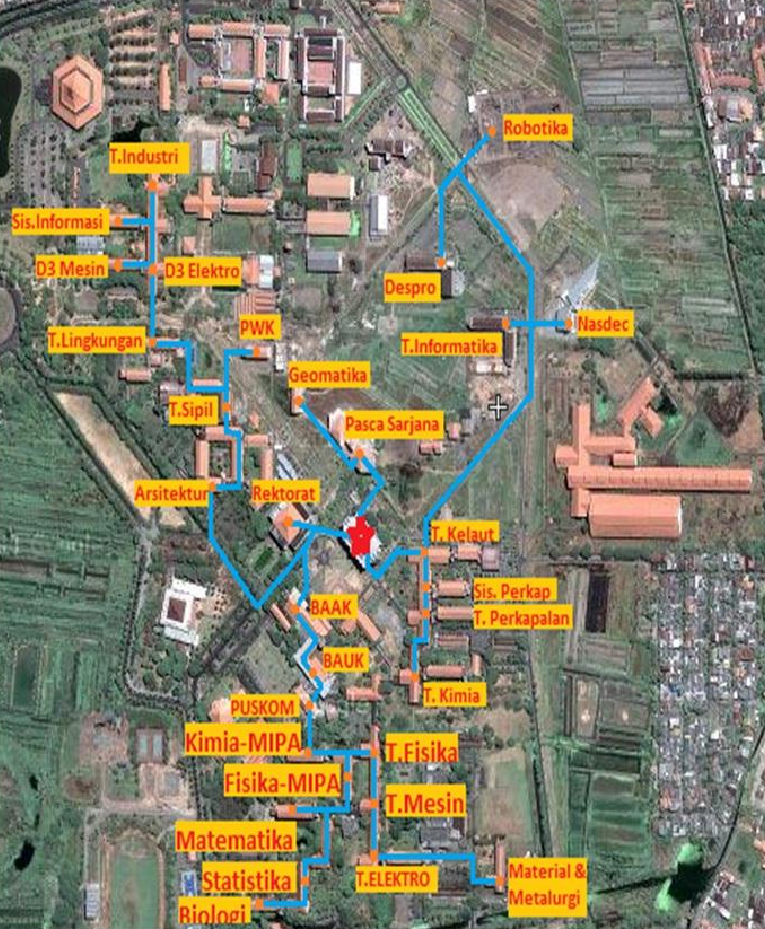 Robotika
T.Industri
Sis.Informasi
D3 Mesin
D3 Elektro
Despro
PWK
T.Lingkungan
T.Informatika
Nasdec
Geomatika
T.Sipil
Pasca Sarjana
Arsitektur
Rektorat
T. Kelaut
Sis. Perkap
BAAK
T. Perkapalan
BAUK
T. Kimia
PUSKOM
Kimia-MIPA
T.Fisika
Fisika-MIPA
T.Mesin
Matematika
Statistika
T.ELEKTRO
Material &
Metalurgi
Biologi